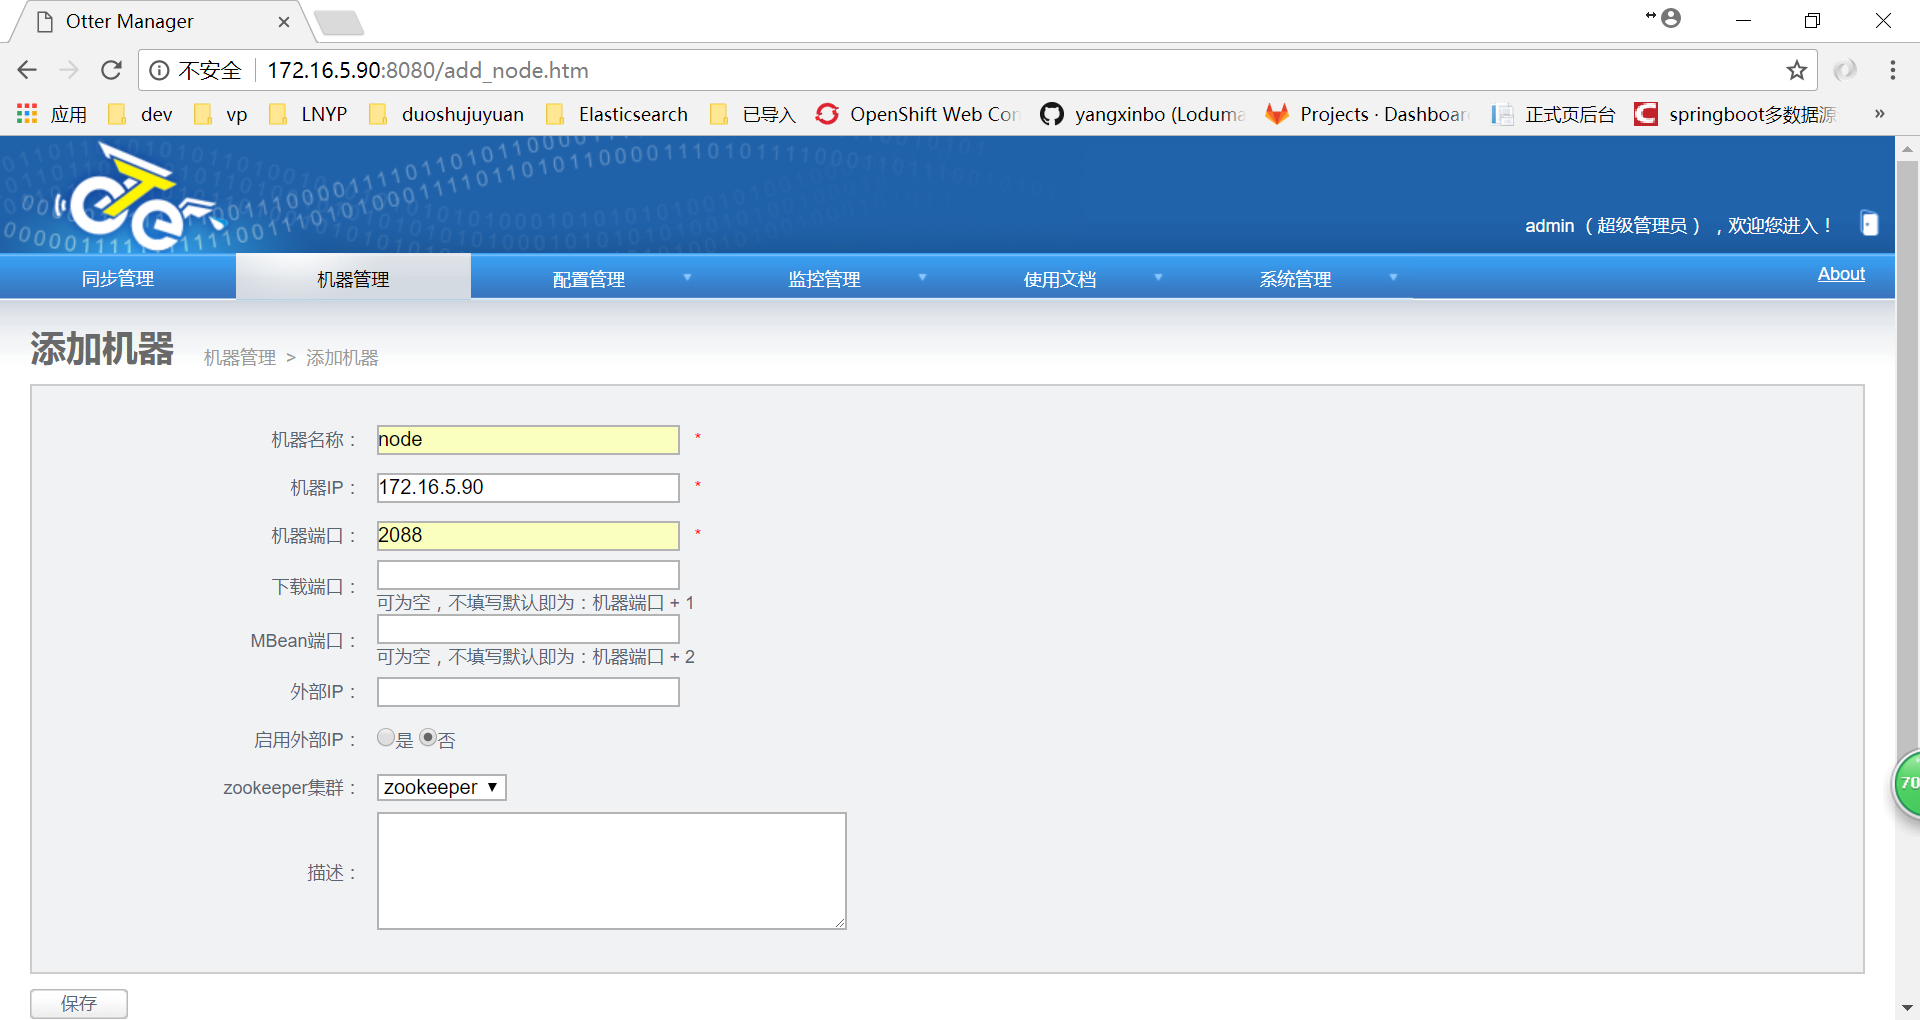 Otter Manager
不安全 172.16.5.90:8080/add_node.htm
应用 dev vp LNYP duoshujuyuan Elasticsearch 已导入 OpenShift Web Con yangxinbo (Loduma Projects · Dashboar 正式页后台 springboot多数据源 »
admin （超级管理员），欢迎您进入！
同步管理 机器管理 配置管理 监控管理 使用文档 系统管理 About
添加机器 机器管理 > 添加机器
机器名称： node *
机器IP： 172.16.5.90 *
机器端口： 2088 *
下载端口：
可为空，不填写默认即为：机器端口 + 1
MBean端口：
可为空，不填写默认即为：机器端口 + 2
外部IP：
启用外部IP： 是 否
zookeeper集群： zookeeper
70
描述：
保存